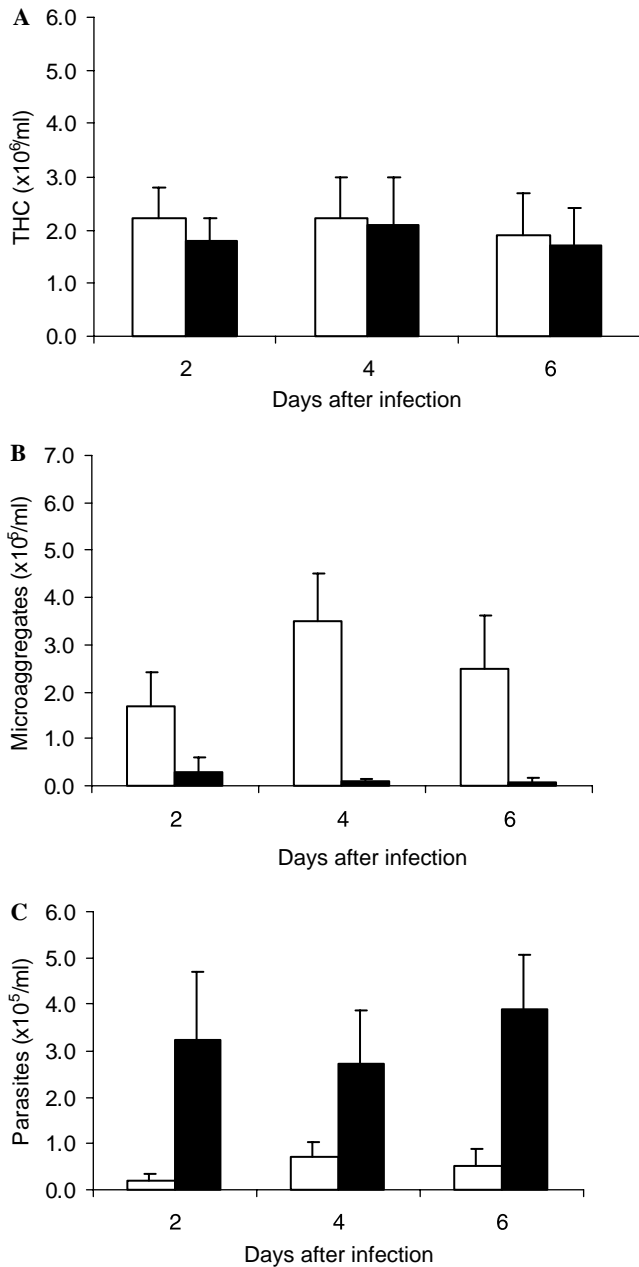 A
6.0
5.0
4.0
3.0
2.0
1.0
0.0
THC (x10⁶/ml)
2 4 6
Days after infection
B
7.0
6.0
5.0
4.0
3.0
2.0
1.0
0.0
Microaggregates (x10⁵/ml)
2 4 6
Days after infection
C
6.0
5.0
4.0
3.0
2.0
1.0
0.0
Parasites (x10⁵/ml)
2 4 6
Days after infection